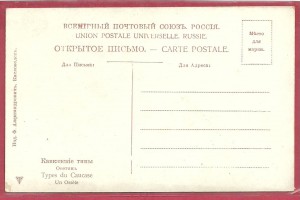 ВСЕМІРНЫЙ ПОЧТОВЫЙ СОЮЗЪ. РОССІЯ.
UNION POSTALE UNIVERSELLE. RUSSIE.
ОТКРЫТОЕ ПИСЬМО. — CARTE POSTALE.
Для Письма:
Для Адреса:
Мѣсто
для
марки.
Кавказскіе типы
Осетинъ
Types du Caucase
Un Ossète
Изд. Ф.